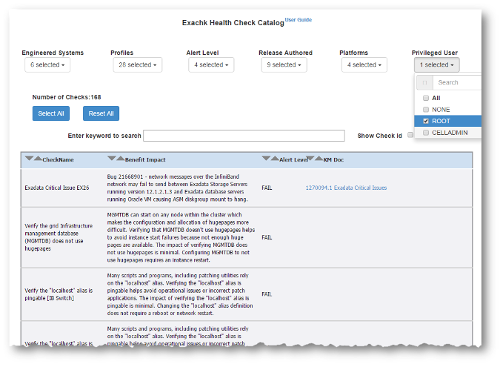 Exachk Health Check Catalog User Guide
Engineered Systems Profiles Alert Level Release Authored Platforms Privileged User
6 selected 28 selected 4 selected 9 selected 4 selected 1 selected
Search
All
NONE
ROOT
CELLADMIN
Number of Checks:168
Select All Reset All
Enter keyword to search Show Check Id
CheckName Benefit Impact Alert Level KM Doc
Exadata Critical Issue EX26
Bug 21668901 - network messages over the InfiniBand
network may fail to send between Exadata Storage Servers
running version 12.1.2.1.3 and Exadata database servers
running Oracle VM causing ASM diskgroup mount to hang.
FAIL
1270094.1 Exadata Critical Issues
Verify the grid Infrastructure
management database
(MGMTDB) does not use
hugepages
MGMTDB can start on any node within the cluster which
makes the configuration and allocation of hugepages more
difficult. Verifying that MGMTDB doesn't use hugepages helps
to avoid instance start failures because not enough huge
pages are available. The impact of verifying MGMTDB does
not use hugepages is minimal. Configuring MGMTDB to not
use hugepages requires an instance restart.
FAIL
Verify the "localhost" alias is
pingable [IB Switch]
Many scripts and programs, including patching utilities rely
on the "localhost" alias. Verifying the "localhost" alias is
pingable helps avoid operational issues or incorrect patch
applications. The impact of verifying the "localhost" alias is
pingable is minimal. Changing the "localhost" alias definition
does not require a reboot or network restart.
FAIL
Verify the "localhost" alias is
Many scripts and programs, including patching utilities rely
on the "localhost" alias. Verifying the "localhost" alias is
pingable helps avoid operational issues or incorrect patch